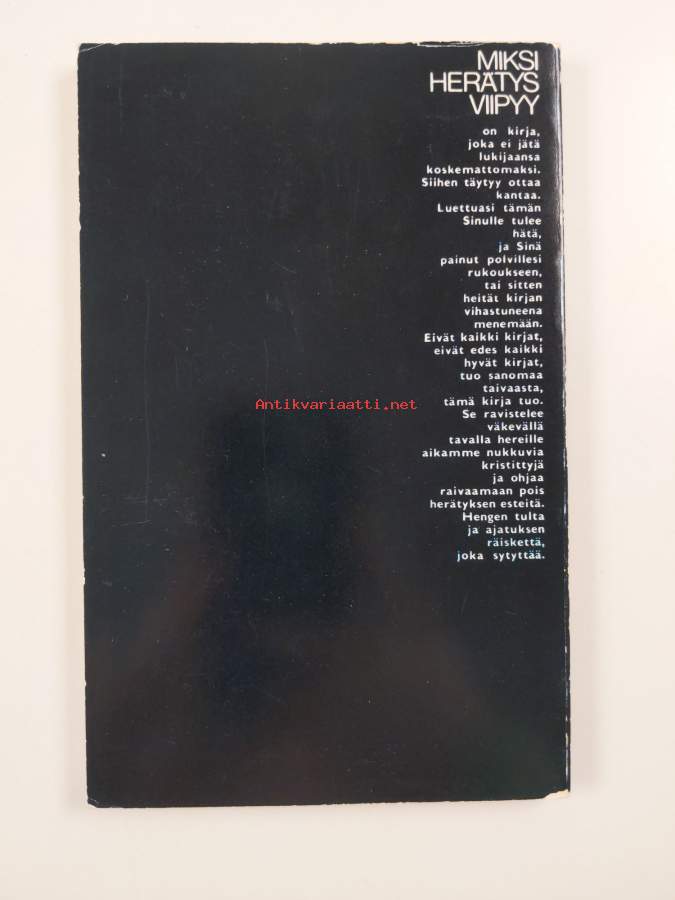 MIKSI
HERÄTYS
VIIPYY
on kirja,
joka ei jätä
lukijaansa
koskemattomaksi.
Siihen täytyy ottaa
kantaa.
Luettuasi tämän
Sinulle tulee
hätä,
ja Sinä
painut polvillesi
rukoukseen,
tai sitten
heität kirjan
vihastuneena
menemään.
Eivät kaikki kirjat,
eivät edes kaikki
hyvät kirjat,
tuo sanomaa
taivaasta,
tämä kirja tuo.
Antikvariaatti.net
Se ravistelee
väkevällä
tavalla hereille
aikamme nukkuvia
kristittyjä
ja ohjaa
raivaamaan pois
herätyksen esteitä.
Hengen tulta
ja ajatuksen
räiskettä,
joka sytyttää.